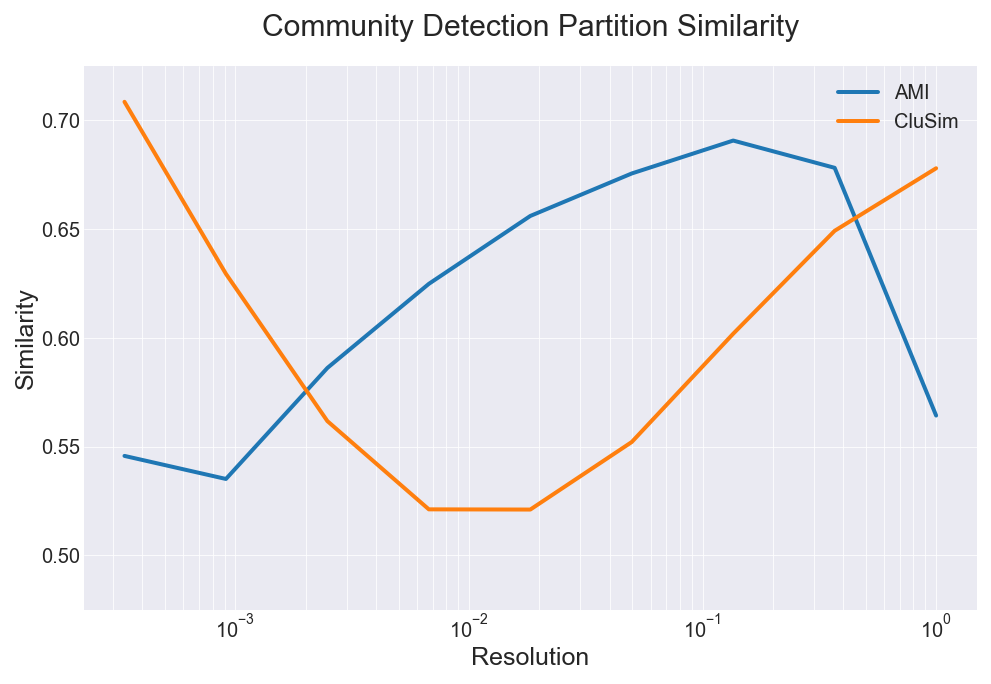 Community Detection Partition Similarity
AMI
CluSim
Similarity
0.70
0.65
0.60
0.55
0.50
10⁻³ 10⁻² 10⁻¹ 10⁰
Resolution